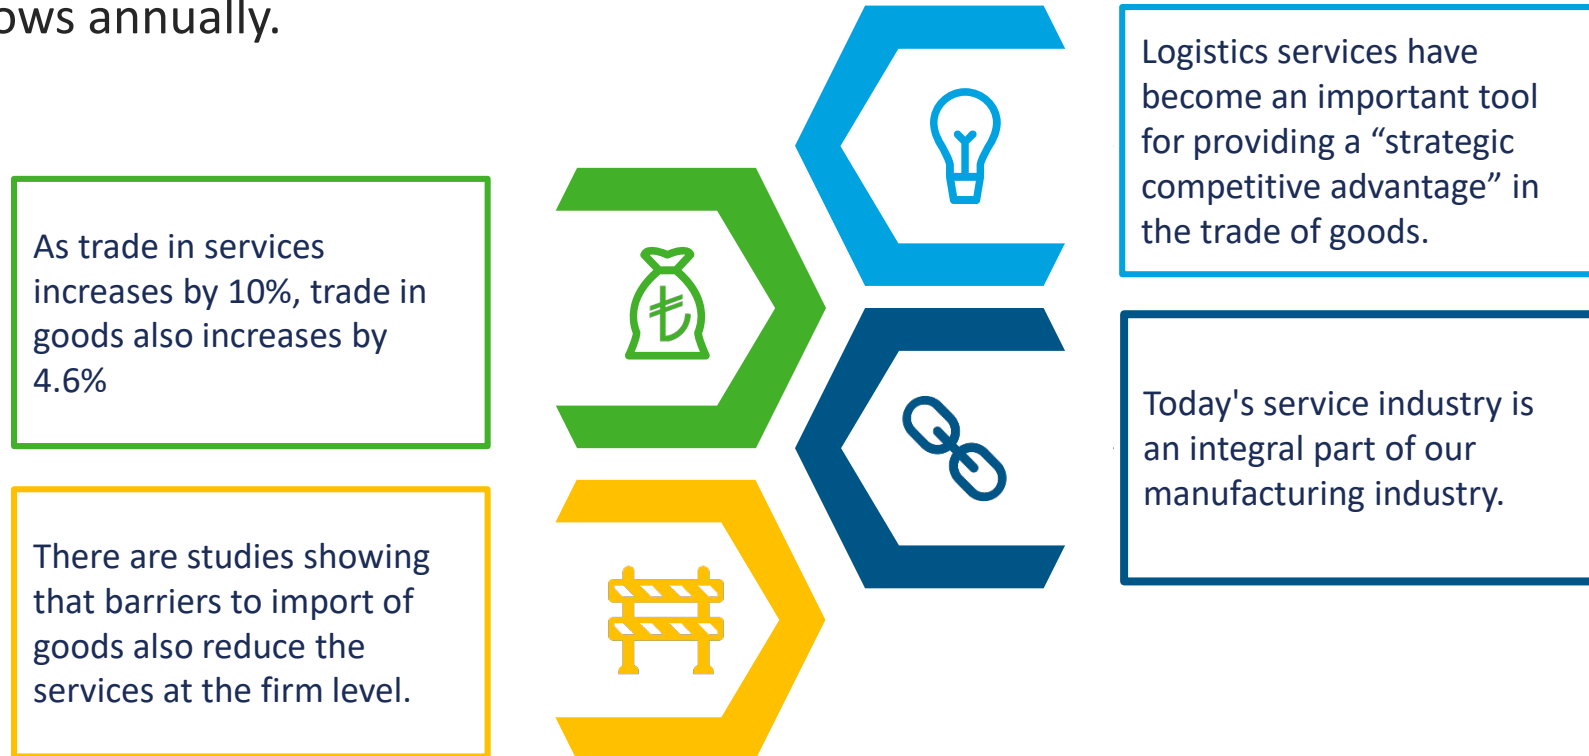 ows annually.
Logistics services have
become an important tool
for providing a “strategic
competitive advantage” in
the trade of goods.
As trade in services
increases by 10%, trade in
goods also increases by
4.6%
₺
Today's service industry is
an integral part of our
manufacturing industry.
There are studies showing
that barriers to import of
goods also reduce the
services at the firm level.